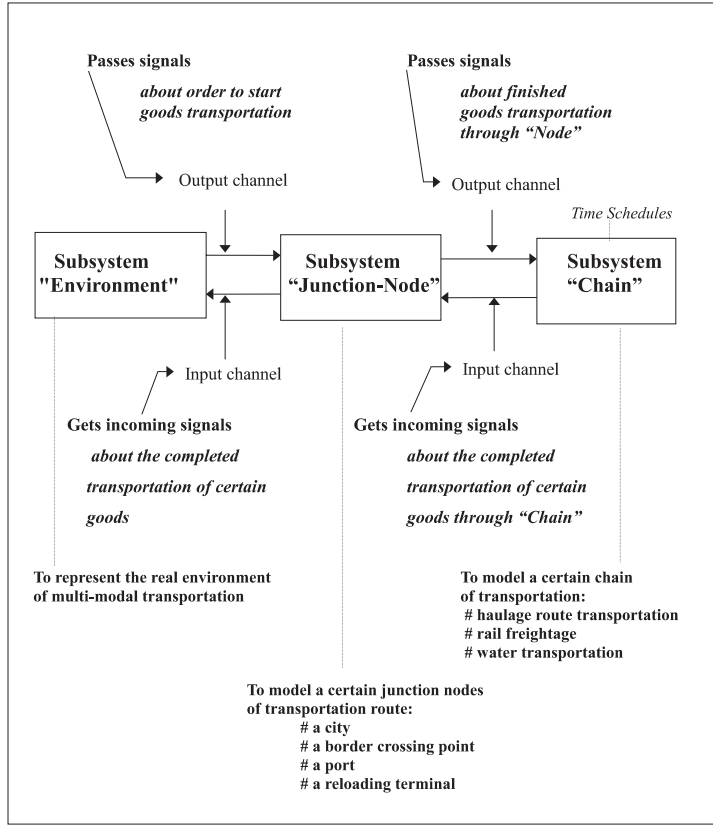 Passes signals
about order to start
goods transportation
Output channel
Passes signals
about finished
goods transportation
through “Node”
Output channel
Time Schedules
Subsystem
"Environment"
Subsystem
“Junction-Node”
Subsystem
“Chain”
Input channel
Gets incoming signals
about the completed
transportation of certain
goods
Input channel
Gets incoming signals
about the completed
transportation of certain
goods through “Chain”
To represent the real environment
of multi-modal transportation
To model a certain chain
of transportation:
# haulage route transportation
# rail freightage
# water transportation
To model a certain junction nodes
of transportation route:
# a city
# a border crossing point
# a port
# a reloading terminal